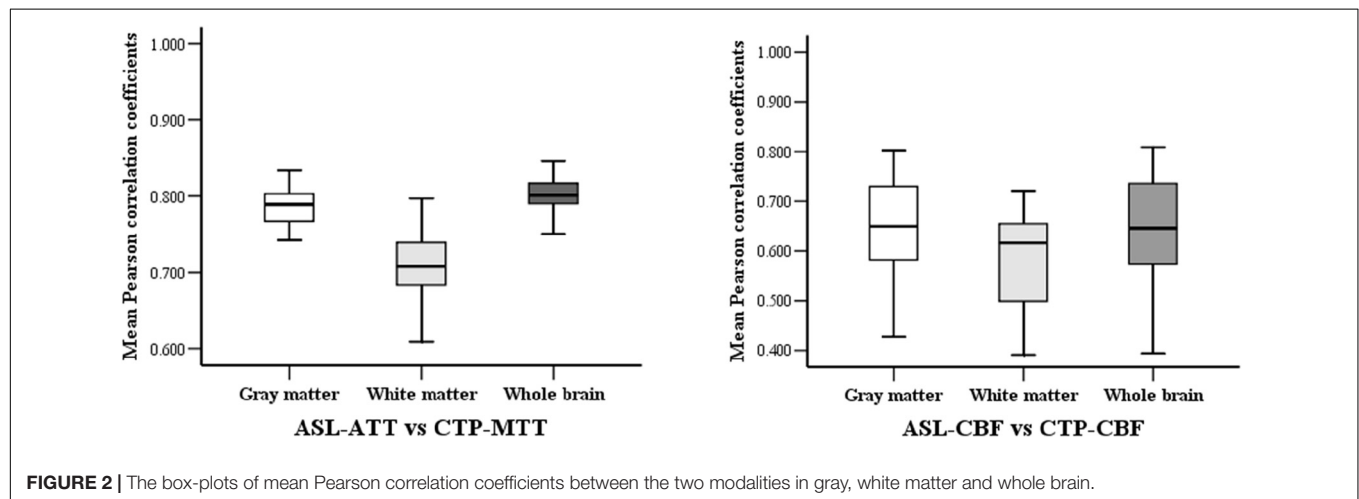 Mean Pearson correlation coefficients
1.000
0.900
0.800
0.700
0.600
Gray matter White matter Whole brain
ASL-ATT vs CTP-MTT
Mean Pearson correlation coefficients
1.000
0.900
0.800
0.700
0.600
0.500
0.400
Gray matter White matter Whole brain
ASL-CBF vs CTP-CBF
FIGURE 2 | The box-plots of mean Pearson correlation coefficients between the two modalities in gray, white matter and whole brain.